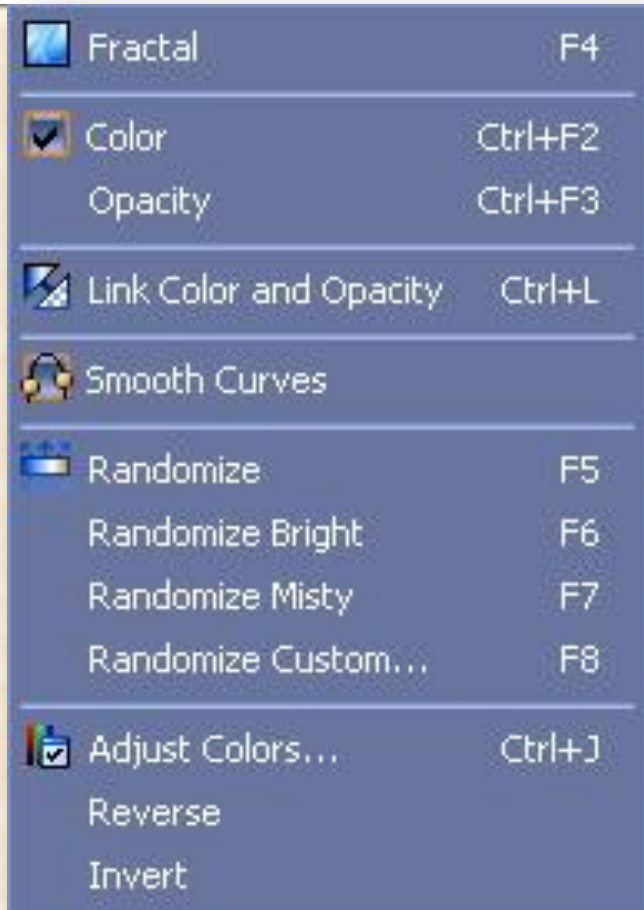 Fractal F4
Color Ctrl+F2
Opacity Ctrl+F3
Link Color and Opacity Ctrl+L
Smooth Curves
Randomize F5
Randomize Bright F6
Randomize Misty F7
Randomize Custom... F8
Adjust Colors... Ctrl+J
Reverse
Invert